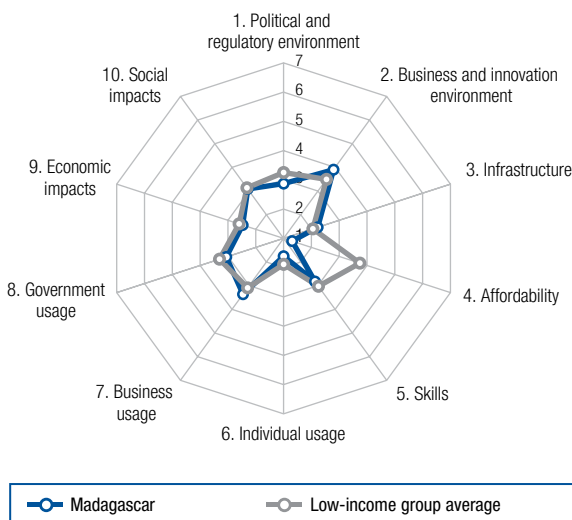 1. Political and
regulatory environment
2. Business and innovation
environment
3. Infrastructure
4. Affordability
5. Skills
6. Individual usage
7. Business
usage
8. Government
usage
9. Economic
impacts
10. Social
impacts
7
6
5
4
3
2
1
Madagascar
Low-income group average